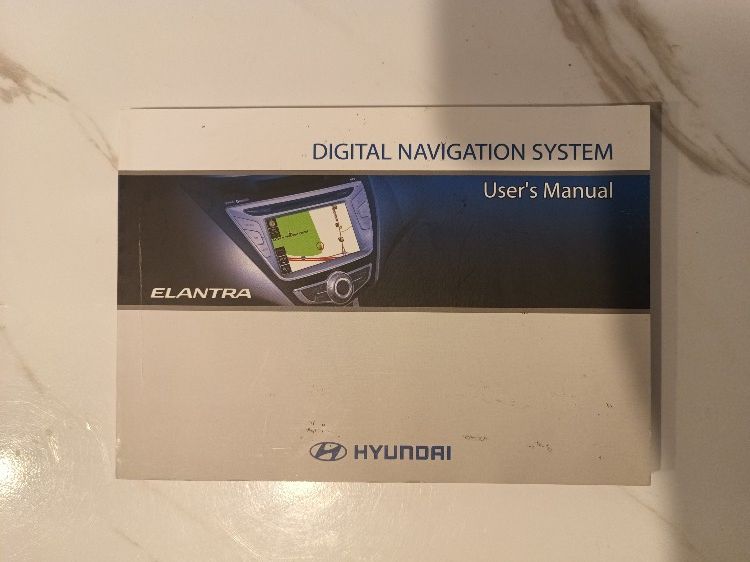 DIGITAL NAVIGATION SYSTEM
User's Manual
ELANTRA
HYUNDAI